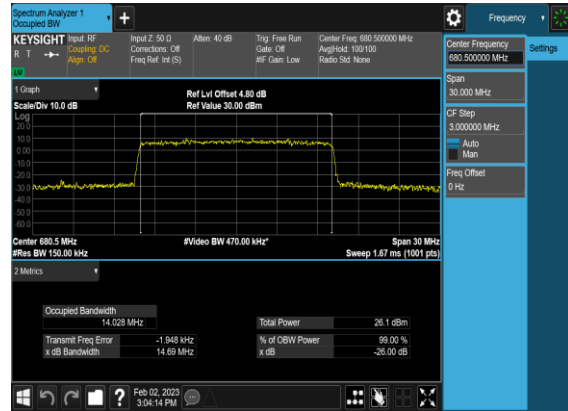 Spectrum Analyzer 1
Occupied BW
+
Frequency
KEYSIGHT
R T
LV
Input: RF
Coupling: DC
Align: Off
Input Z: 50 Ω
Corrections: Off
Freq Ref: Int (S)
Atten: 40 dB
Trig: Free Run
Gate: Off
#IF Gain: Low
Center Freq: 680.500000 MHz
Avg|Hold: 100/100
Radio Std: None
Center Frequency
680.500000 MHz
Settings
Span
30.000 MHz
CF Step
3.000000 MHz
Auto
Man
Freq Offset
0 Hz
1 Graph
Scale/Div 10.0 dB
Ref Lvl Offset 4.80 dB
Ref Value 30.00 dBm
Log
20.0
10.0
0.00
-10.0
-20.0
-30.0
-40.0
-50.0
-60.0
Center 680.5 MHz
#Res BW 150.00 kHz
#Video BW 470.00 kHz*
Span 30 MHz
Sweep 1.67 ms (1001 pts)
2 Metrics
Occupied Bandwidth
14.028 MHz
Total Power
26.1 dBm
Transmit Freq Error
-1.948 kHz
% of OBW Power
99.00 %
x dB Bandwidth
14.69 MHz
x dB
-26.00 dB
?
Feb 02, 2023
3:04:14 PM